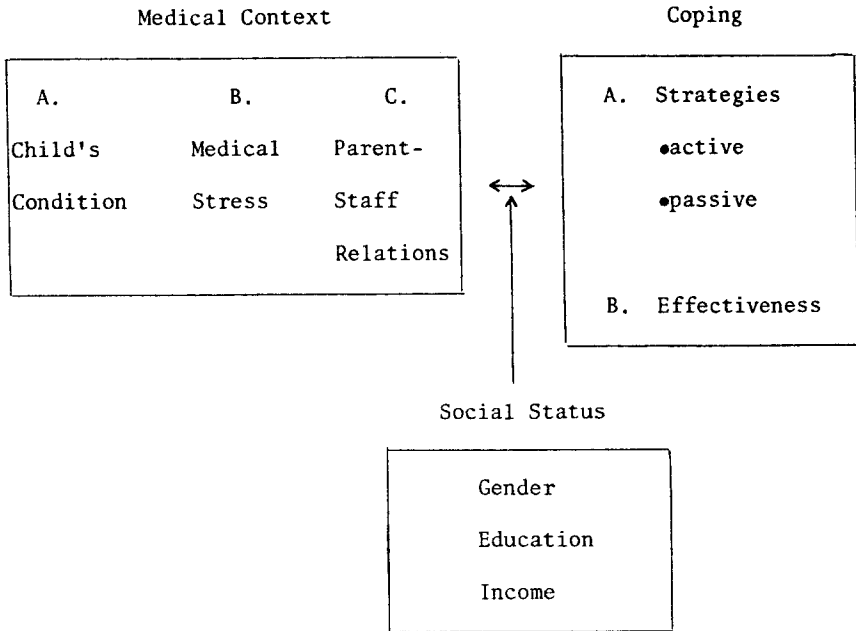 Medical Context
Coping
A. B. C.
Child's Medical Parent-
Condition Stress Staff
Relations
A. Strategies
•active
•passive
B. Effectiveness
Social Status
Gender
Education
Income